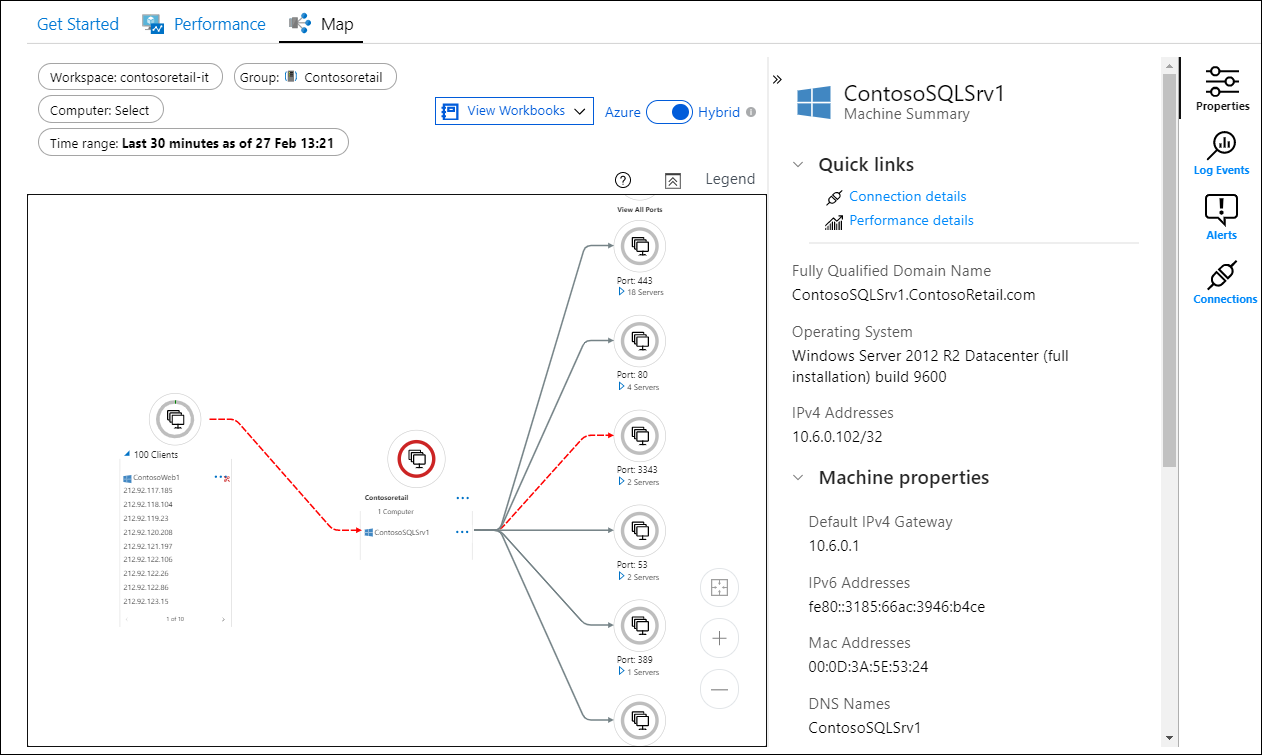 Get Started
Performance
Map
Workspace: contosoretail-it
Group: Contosoretail
Computer: Select
Time range: Last 30 minutes as of 27 Feb 13:21
View Workbooks
Azure
Hybrid
Legend
View All Ports
Port: 443
18 Servers
Port: 80
4 Servers
Port: 3343
2 Servers
Port: 53
2 Servers
Port: 389
1 Servers
100 Clients
ContosoWeb1
212.92.117.185
212.92.118.104
212.92.119.23
212.92.120.208
212.92.121.197
212.92.122.106
212.92.122.26
212.92.122.86
212.92.123.15
1 of 10
Contosoretail
1 Computer
ContosoSQLSrv1
ContosoSQLSrv1
Machine Summary
Quick links
Connection details
Performance details
Fully Qualified Domain Name
ContosoSQLSrv1.ContosoRetail.com
Operating System
Windows Server 2012 R2 Datacenter (full
installation) build 9600
IPv4 Addresses
10.6.0.102/32
Machine properties
Default IPv4 Gateway
10.6.0.1
IPv6 Addresses
fe80::3185:66ac:3946:b4ce
Mac Addresses
00:0D:3A:5E:53:24
DNS Names
ContosoSQLSrv1
Properties
Log Events
Alerts
Connections